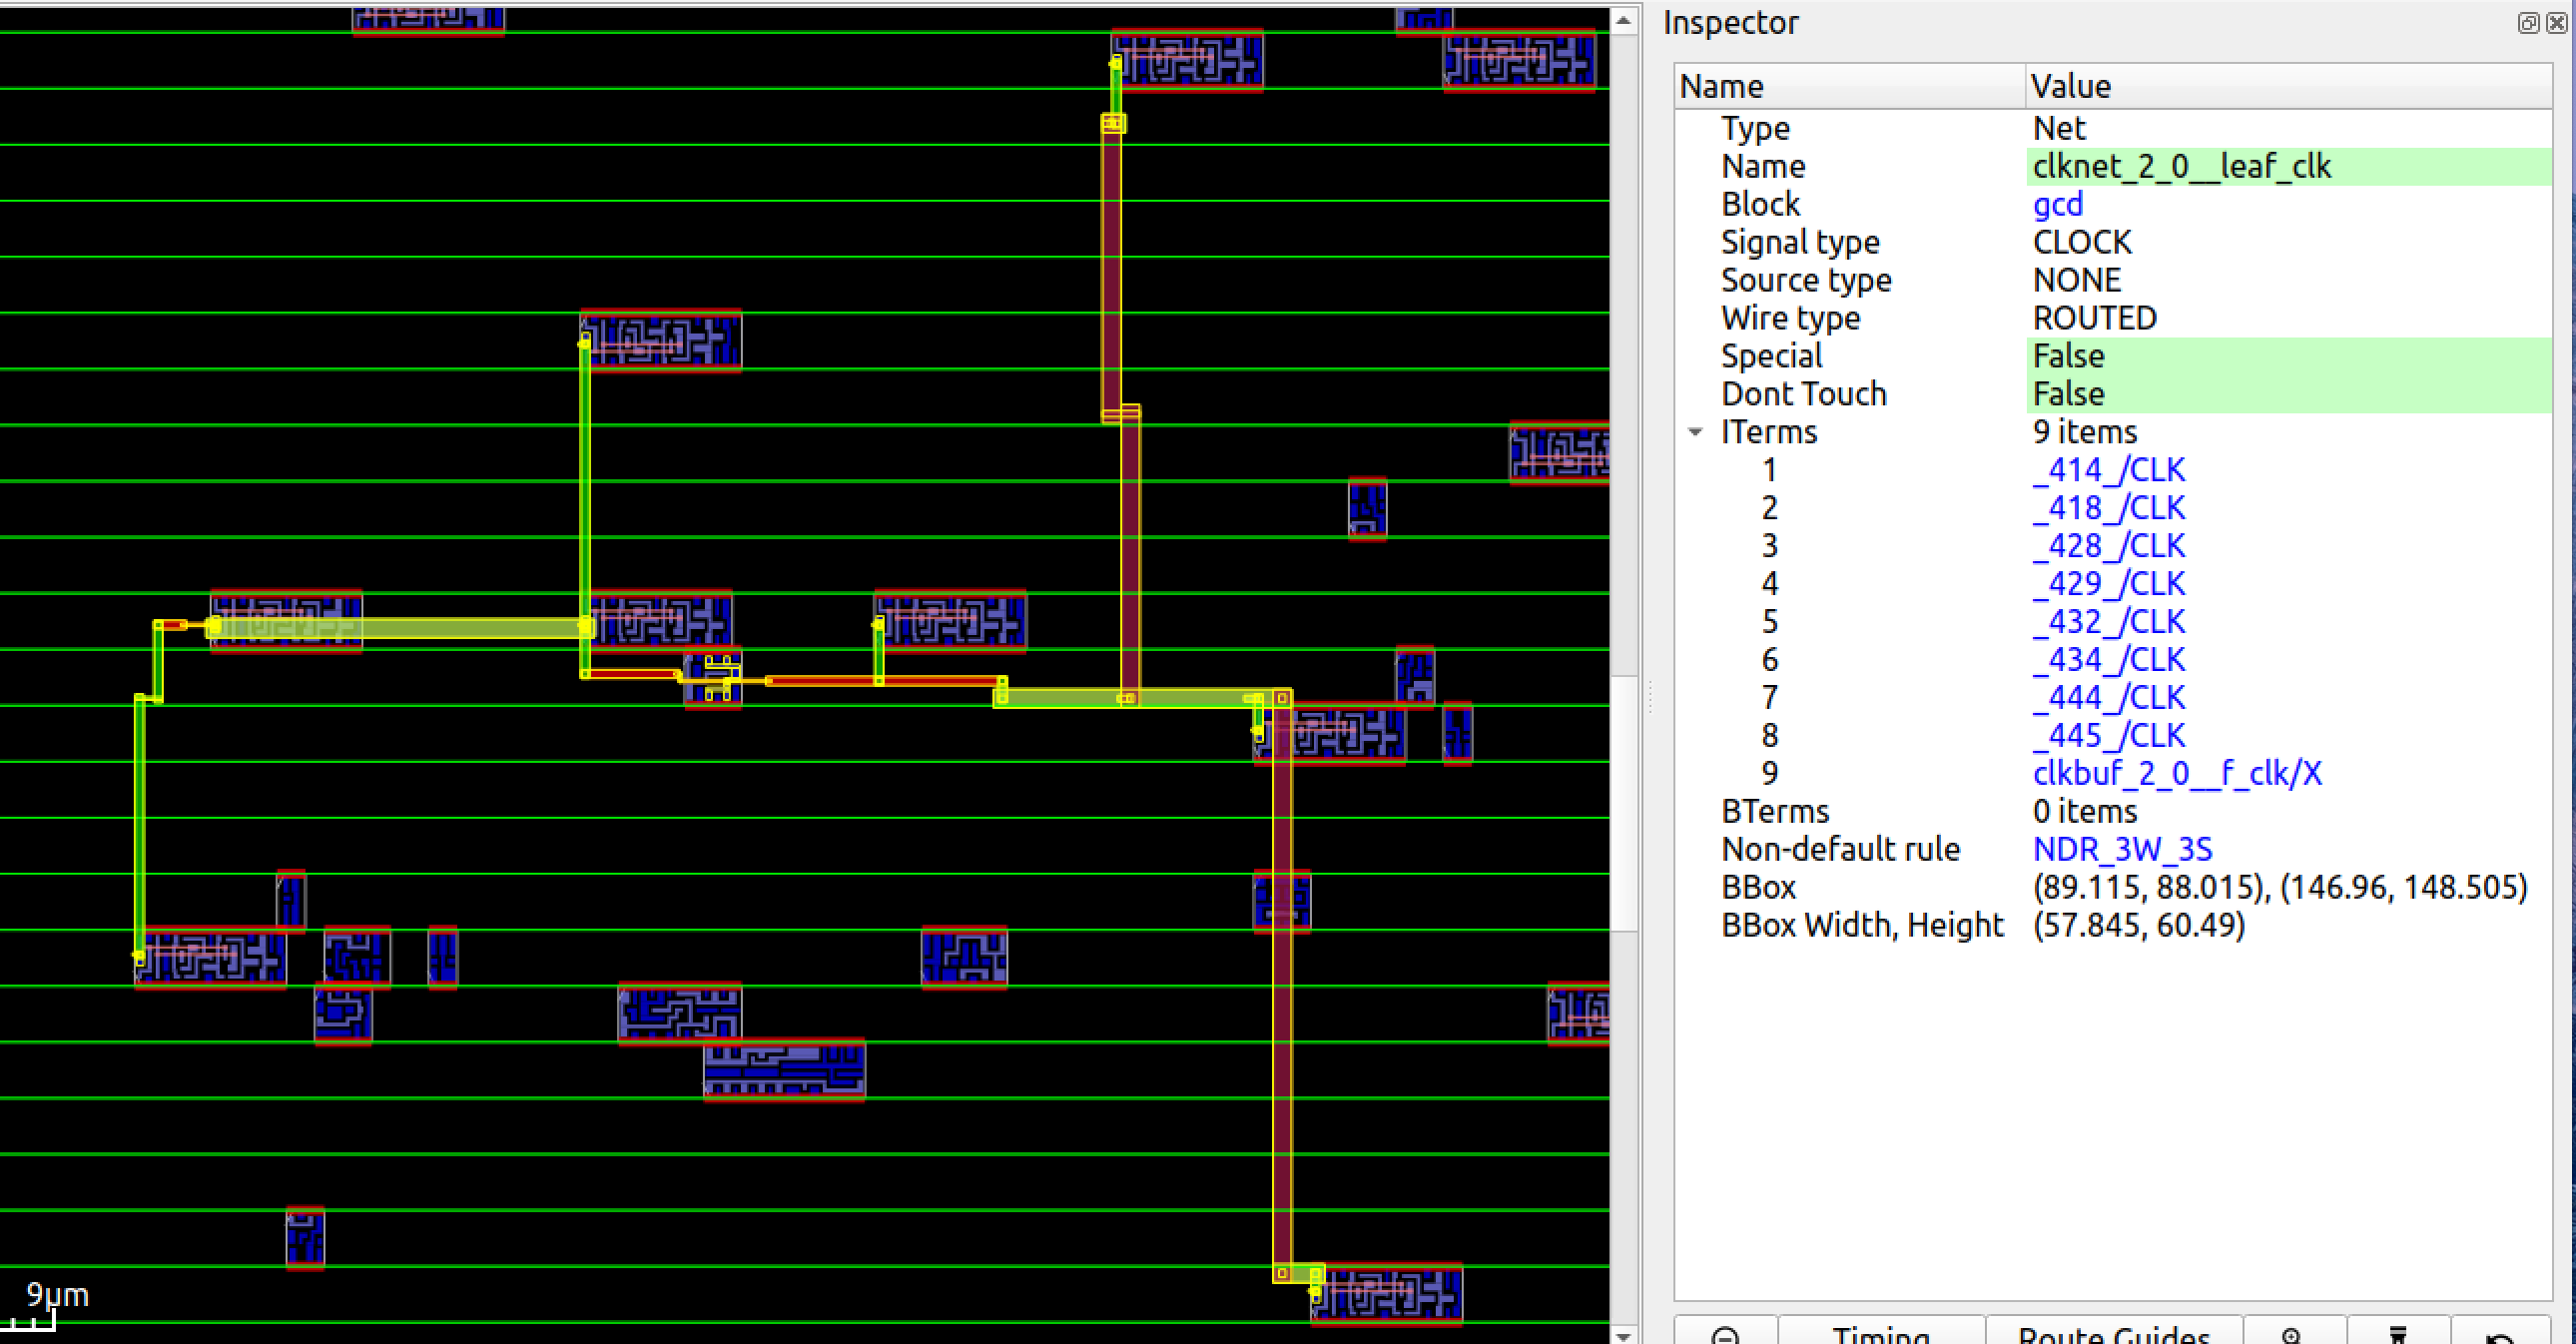 Inspector
Name Value
Type Net
Name clknet_2_0__leaf_clk
Block gcd
Signal type CLOCK
Source type NONE
Wire type ROUTED
Special False
Dont Touch False
ITerms 9 items
1 _414_/CLK
2 _418_/CLK
3 _428_/CLK
4 _429_/CLK
5 _432_/CLK
6 _434_/CLK
7 _444_/CLK
8 _445_/CLK
9 clkbuf_2_0__f_clk/X
BTerms 0 items
Non-default rule NDR_3W_3S
BBox (89.115, 88.015), (146.96, 148.505)
BBox Width, Height (57.845, 60.49)
9μm
Timing Route Guides